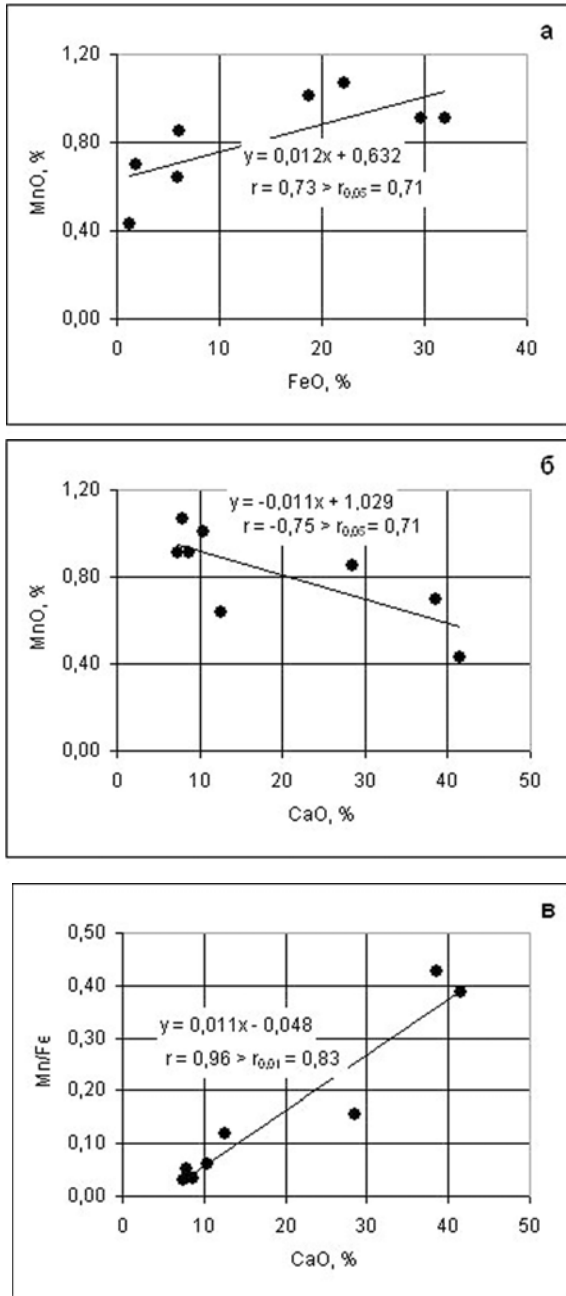 а
1,20
0,80
0,40
0,00
MnO, %
y = 0,012x + 0,632
r = 0,73 > r0,05 = 0,71
0 10 20 30 40
FeO, %
б
1,20
0,80
0,40
0,00
MnO, %
y = -0,011x + 1,029
r = -0,75 > r0,05 = 0,71
0 10 20 30 40 50
CaO, %
в
0,50
0,40
0,30
0,20
0,10
0,00
Mn/Fe
y = 0,011x - 0,048
r = 0,96 > r0,01 = 0,83
0 10 20 30 40 50
CaO, %